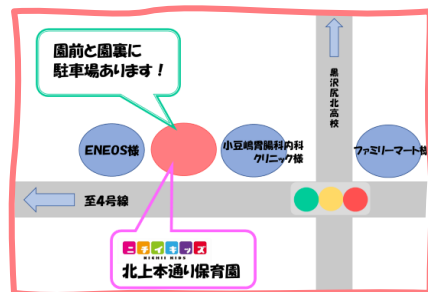 園前と園裏に
駐車場あります！
黒沢尻北高校
ENEOS様
小豆嶋胃腸科内科
クリニック様
ファミリーマート様
至4号線
ニチイキッズ
NICHII KIDS
北上本通り保育園